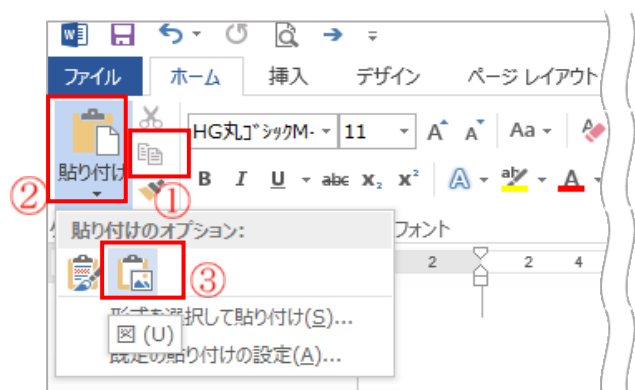 ファイル ホーム 挿入 デザイン ページ レイアウト
HG丸ゴシックM- 11 A A Aa
貼り付け
B I U abc x₂ x² A ab A
② ①
貼り付けのオプション: フォント
2 2 4
③
形式を選択して貼り付け(S)...
図 (U)
既定の貼り付けの設定(A)...